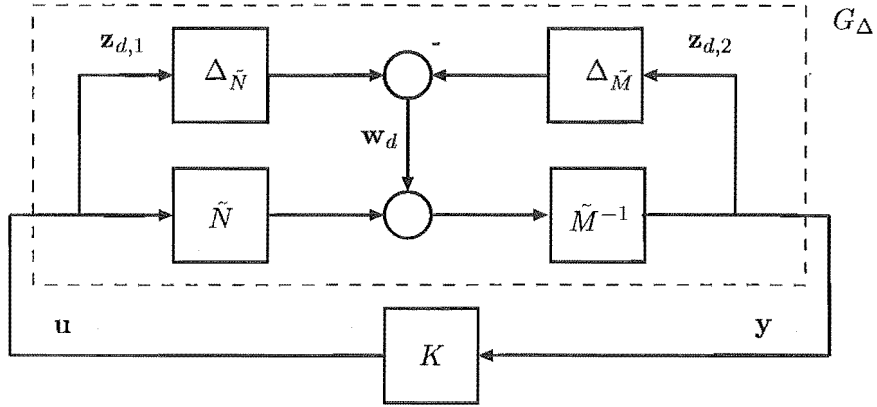 G_Δ
z_{d,1} Δ_Ñ - Δ_M̃ z_{d,2}
w_d
Ñ M̃^{-1}
u K y